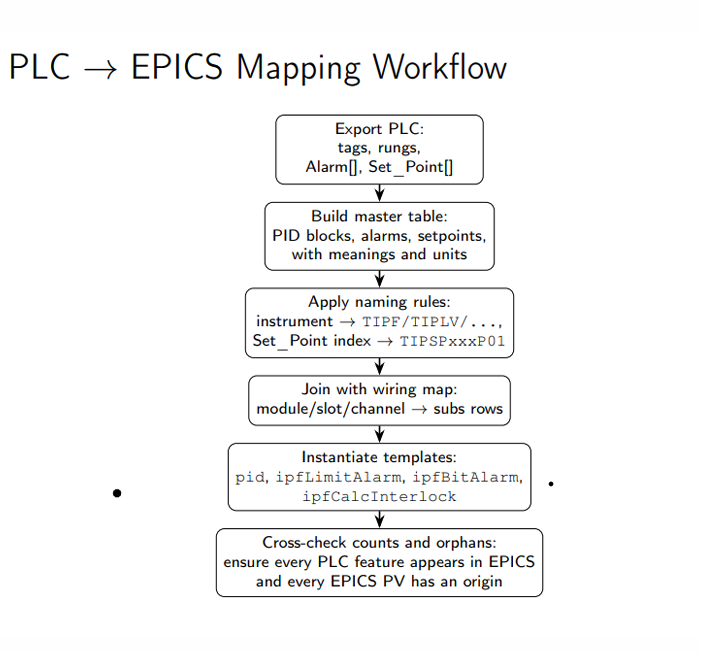 PLC → EPICS Mapping Workflow
Export PLC:
tags, rungs,
Alarm[], Set_Point[]
Build master table:
PID blocks, alarms, setpoints,
with meanings and units
Apply naming rules:
instrument → TIPF/TIPLV/...,
Set_Point index → TIPSPxxxP01
Join with wiring map:
module/slot/channel → subs rows
Instantiate templates:
pid, ipfLimitAlarm, ipfBitAlarm,
ipfCalcInterlock
Cross-check counts and orphans:
ensure every PLC feature appears in EPICS
and every EPICS PV has an origin